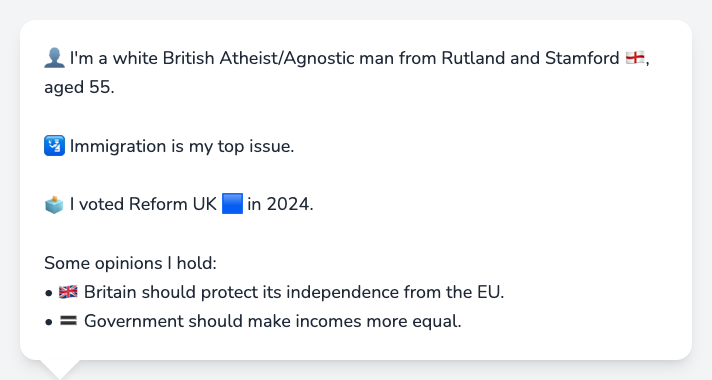 👤 I'm a white British Atheist/Agnostic man from Rutland and Stamford 🏴󠁧󠁢󠁥󠁮󠁧󠁿,
aged 55.
🛂 Immigration is my top issue.
🗳️ I voted Reform UK 🟦 in 2024.
Some opinions I hold:
• 🇬🇧 Britain should protect its independence from the EU.
• 🟰 Government should make incomes more equal.